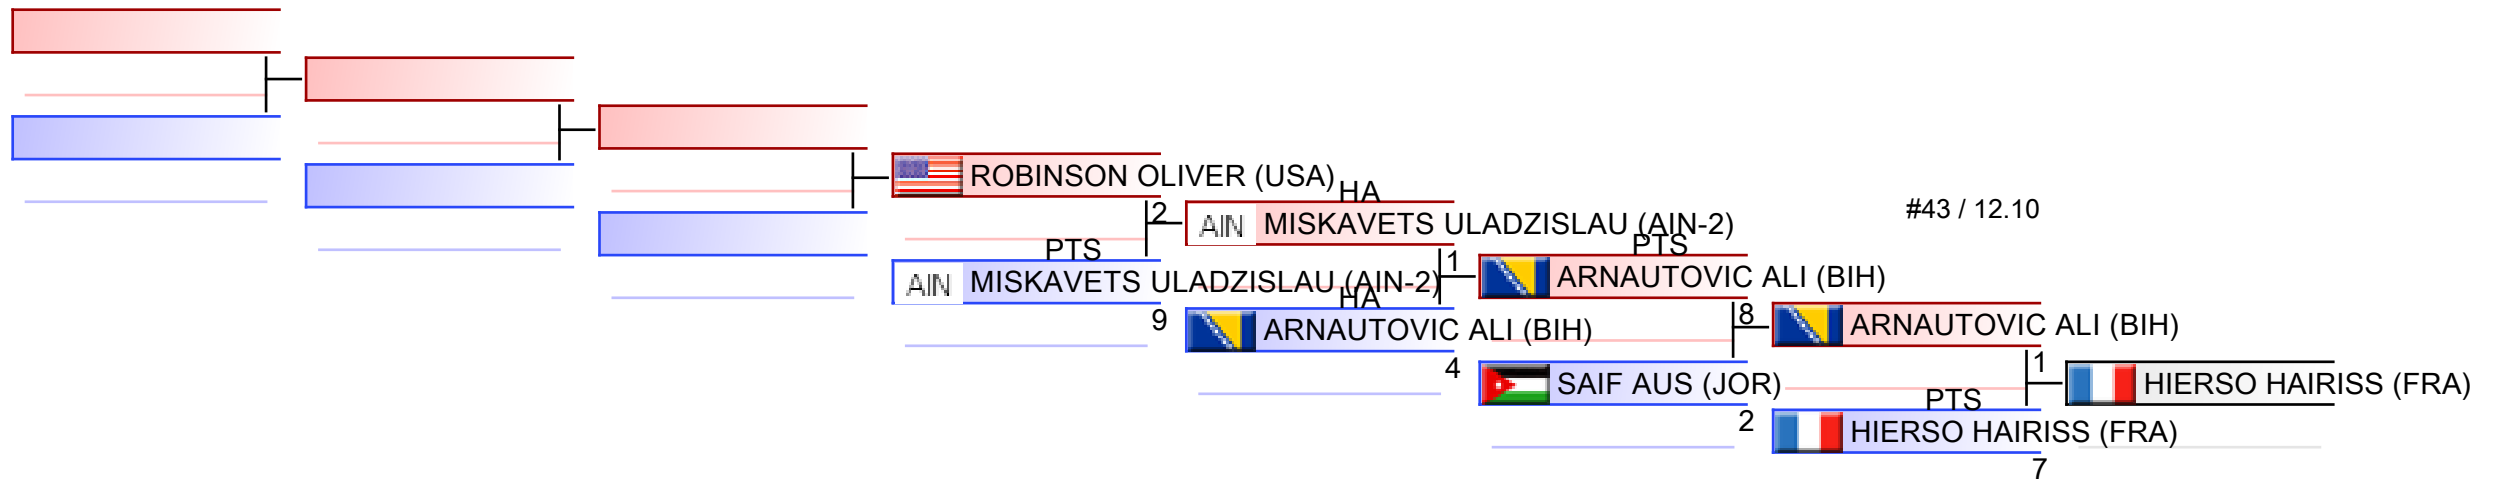 ROBINSON OLIVER (USA)
2
PTS
AIN MISKAVETS ULADZISLAU (AIN-2)
9
HA
AIN MISKAVETS ULADZISLAU (AIN-2)
1
HA
ARNAUTOVIC ALI (BIH)
4
PTS
ARNAUTOVIC ALI (BIH)
8
SAIF AUS (JOR)
2
#43 / 12.10
ARNAUTOVIC ALI (BIH)
1
PTS
HIERSO HAIRISS (FRA)
7
HIERSO HAIRISS (FRA)